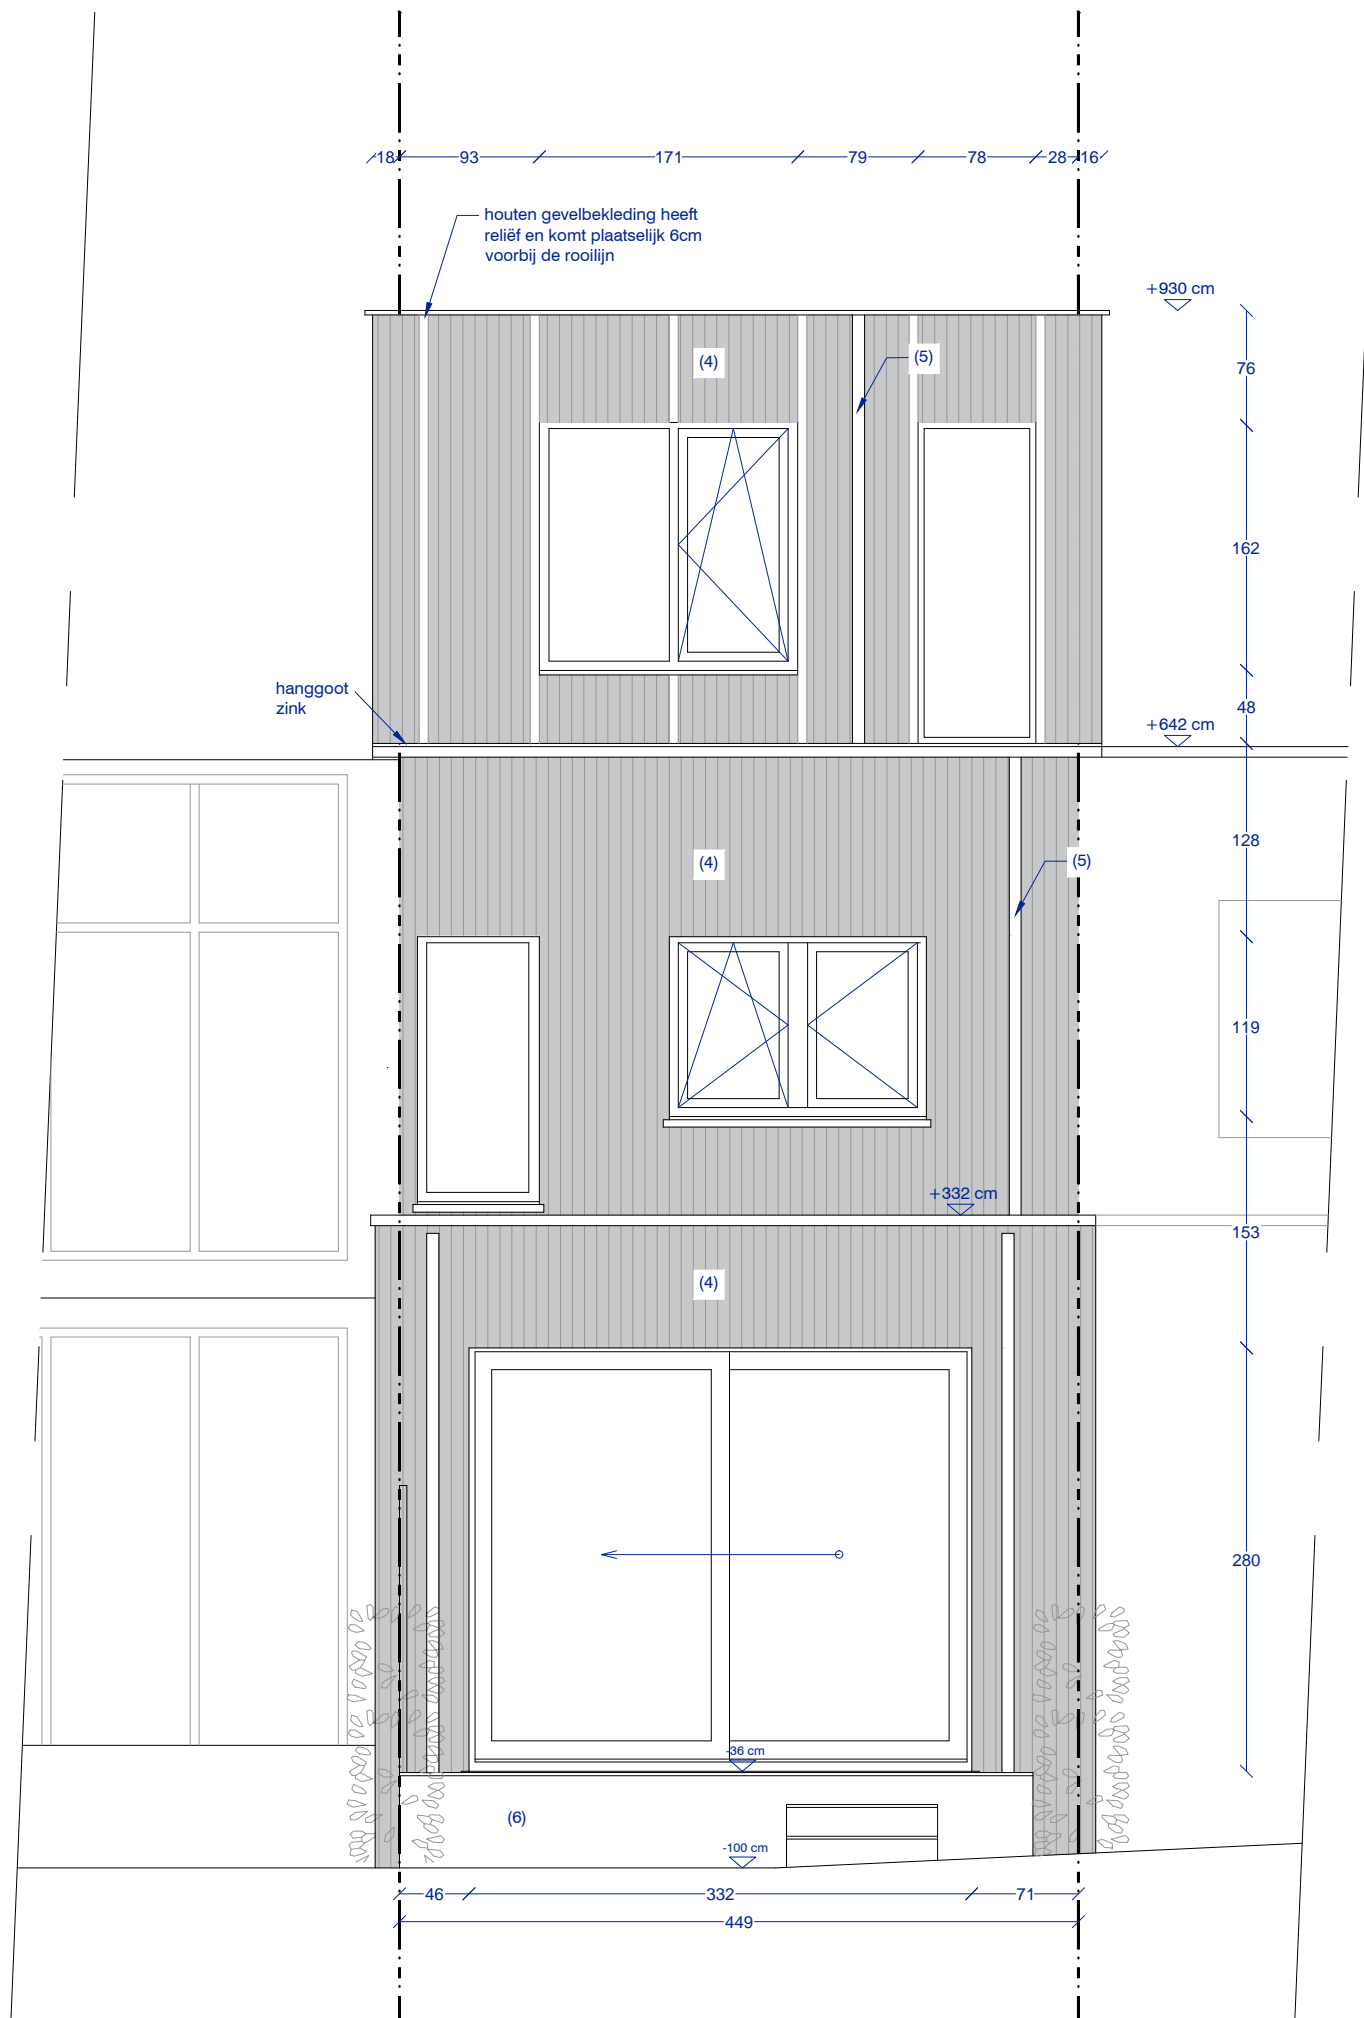 18 93 171 79 78 28 16
houten gevelbekleding heeft
reliëf en komt plaatselijk 6cm
voorbij de rooilijn
+930 cm
(4)
(5)
76
162
hanggoot
zink
48
+642 cm
128
(4)
(5)
119
+332 cm
153
(4)
280
-36 cm
(6)
-100 cm
46 332 71
449